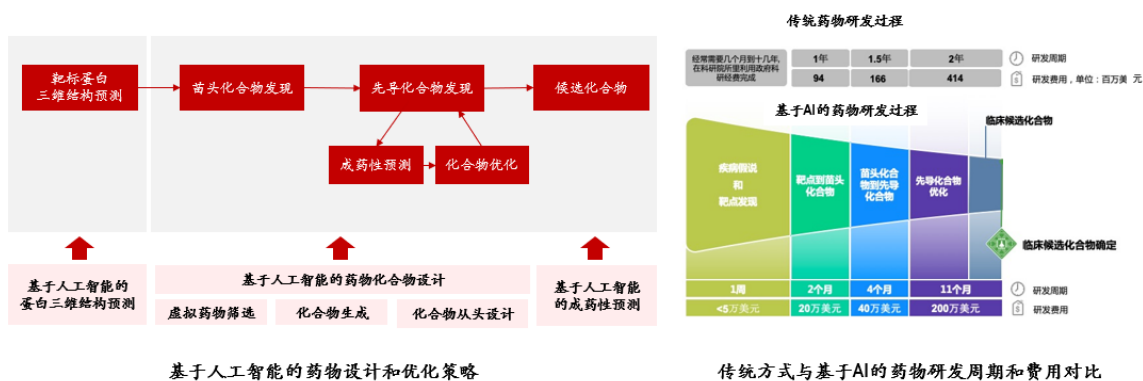 靶标蛋白
三维结构预测
苗头化合物发现
先导化合物发现
候选化合物
成药性预测
化合物优化
基于人工智能的
蛋白三维结构预测
基于人工智能的药物化合物设计
虚拟药物筛选
化合物生成
化合物从头设计
基于人工智能
的成药性预测
基于人工智能的药物设计和优化策略
传统药物研发过程
经常需要几个月到十几年,
在科研院所里利用政府科
研经费完成
1年
1.5年
2年
研发周期
94
166
414
研发费用,单位:百万美 元
基于AI的药物研发过程
临床候选化合物
疾病假说
和
靶点发现
靶点到苗头
化合物
苗头化合
物到先导
化合物
先导化合物
优化
临床候选化合物确定
1周
2个月
4个月
11个月
研发周期
<5万美元
20万美元
40万美元
200万美元
研发费用
传统方式与基于AI的药物研发周期和费用对比